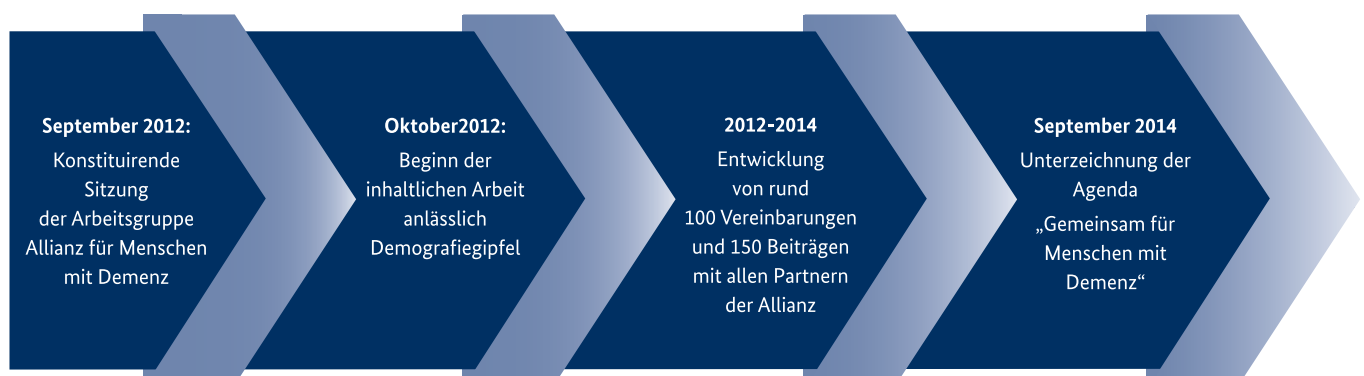 September 2012:
Konstituirende
Sitzung
der Arbeitsgruppe
Allianz für Menschen
mit Demenz
Oktober2012:
Beginn der
inhaltlichen Arbeit
anlässlich
Demografiegipfel
2012-2014
Entwicklung
von rund
100 Vereinbarungen
und 150 Beiträgen
mit allen Partnern
der Allianz
September 2014
Unterzeichnung der
Agenda
„Gemeinsam für
Menschen mit
Demenz“